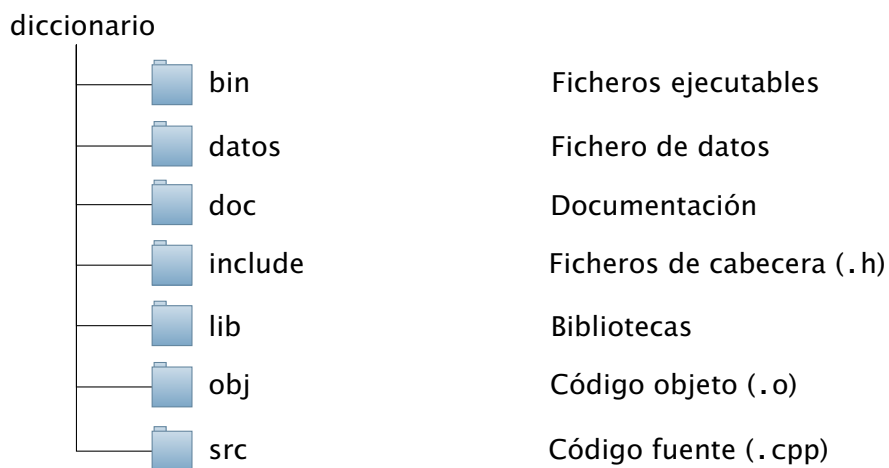 diccionario
bin Ficheros ejecutables
datos Fichero de datos
doc Documentación
include Ficheros de cabecera (.h)
lib Bibliotecas
obj Código objeto (.o)
src Código fuente (.cpp)